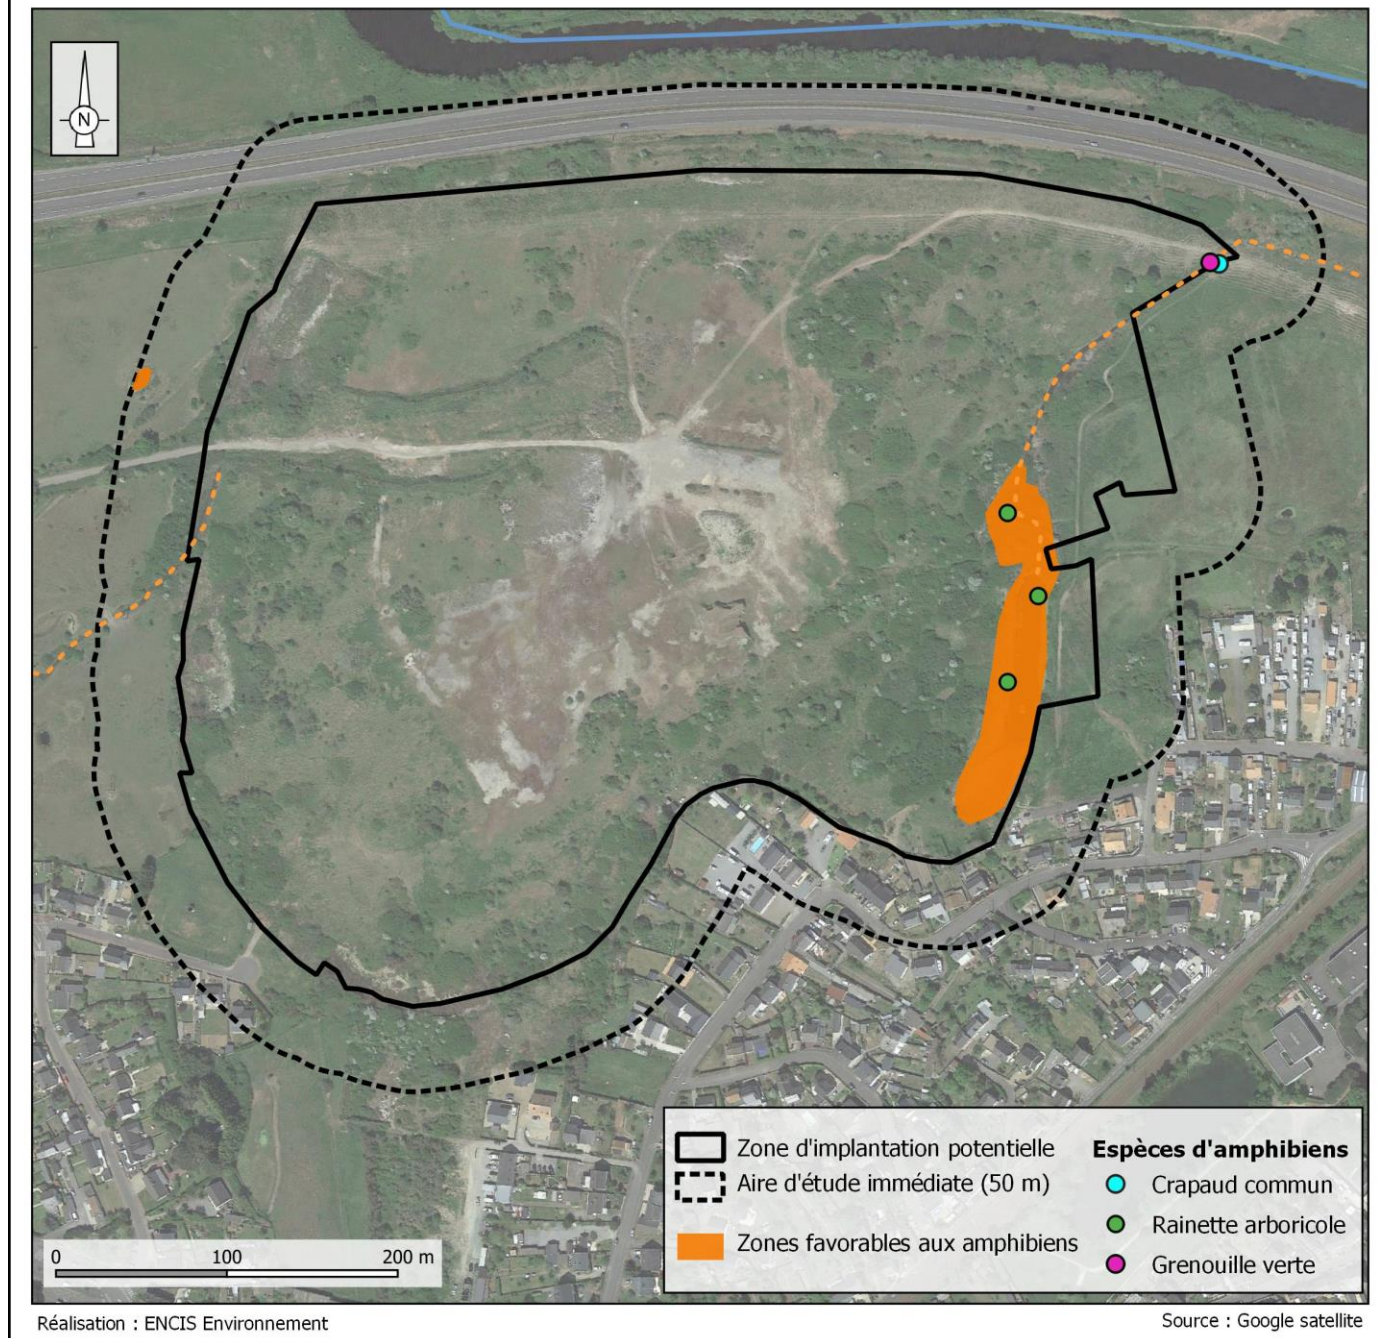 N
Zone d'implantation potentielle
Aire d'étude immédiate (50 m)
Zones favorables aux amphibiens
Espèces d'amphibiens
Crapaud commun
Rainette arboricole
Grenouille verte
0 100 200 m
Réalisation : ENCIS Environnement
Source : Google satellite